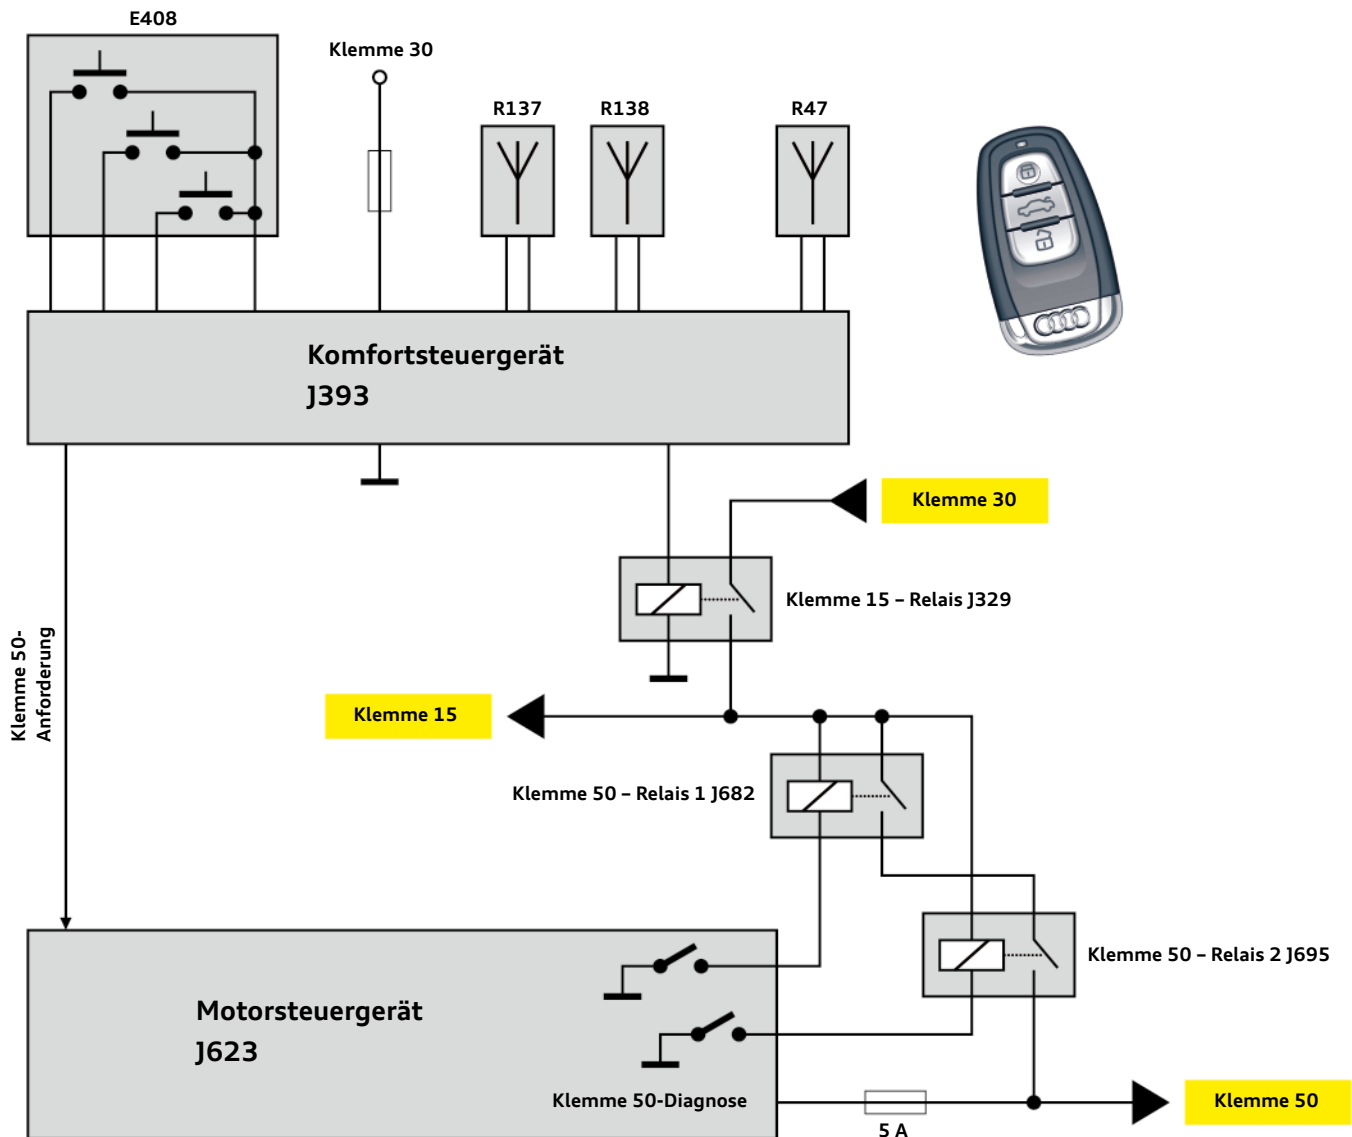 E408
Klemme 30
R137
R138
R47
Komfortsteuergerät
J393
Klemme 30
Klemme 15 – Relais J329
Klemme 50-
Anforderung
Klemme 15
Klemme 50 – Relais 1 J682
Klemme 50 – Relais 2 J695
Motorsteuergerät
J623
Klemme 50-Diagnose
5 A
Klemme 50